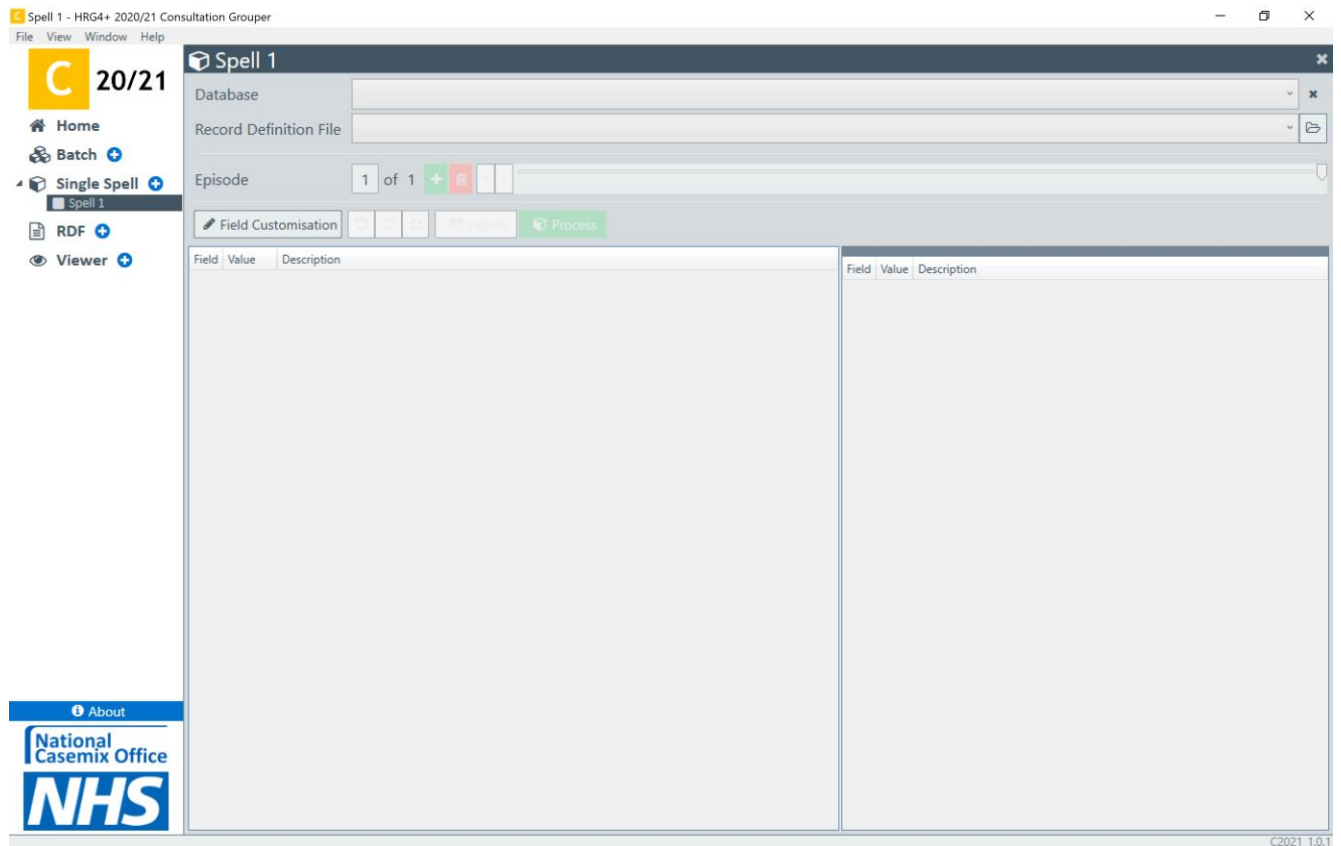 C Spell 1 - HRG4+ 2020/21 Consultation Grouper
File View Window Help
C 20/21
Home
Batch
Single Spell
Spell 1
RDF
Viewer
About
National
Casemix Office
NHS
Spell 1
Database
Record Definition File
Episode 1 of 1
Field Customisation Export Process
Field Value Description
Field Value Description
C2021 1.0.1